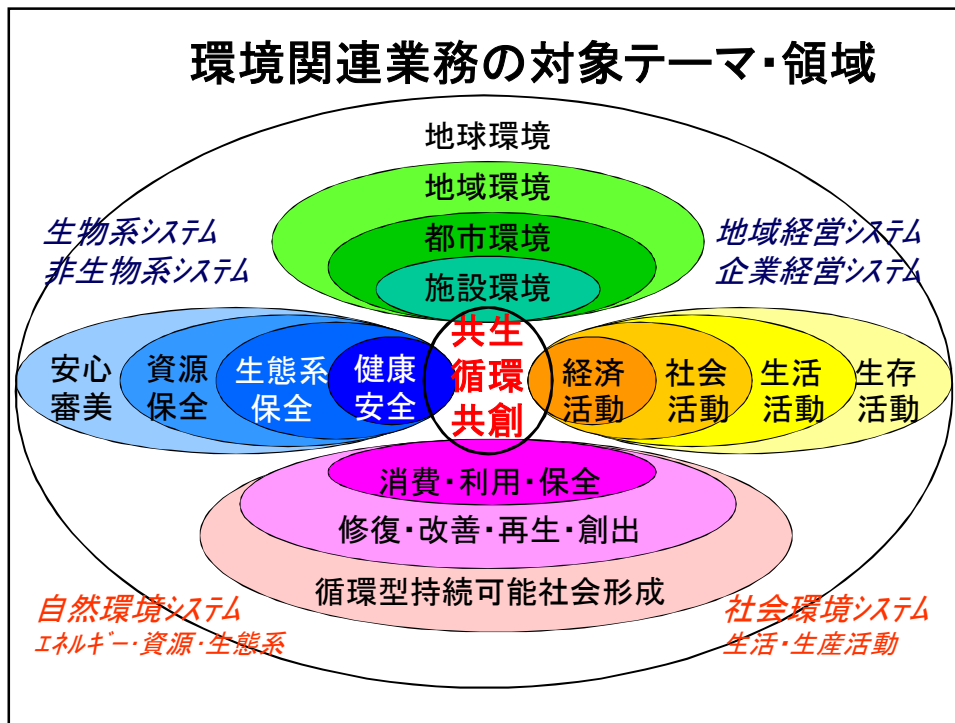 環境関連業務の対象テーマ・領域
地球環境
地域環境
都市環境
施設環境
生物系システム
非生物系システム
地域経営システム
企業経営システム
安心
審美
資源
保全
生態系
保全
健康
安全
共生
循環
共創
経済
活動
社会
活動
生活
活動
生存
活動
消費・利用・保全
修復・改善・再生・創出
循環型持続可能社会形成
自然環境システム
エネルギー・資源・生態系
社会環境システム
生活・生産活動